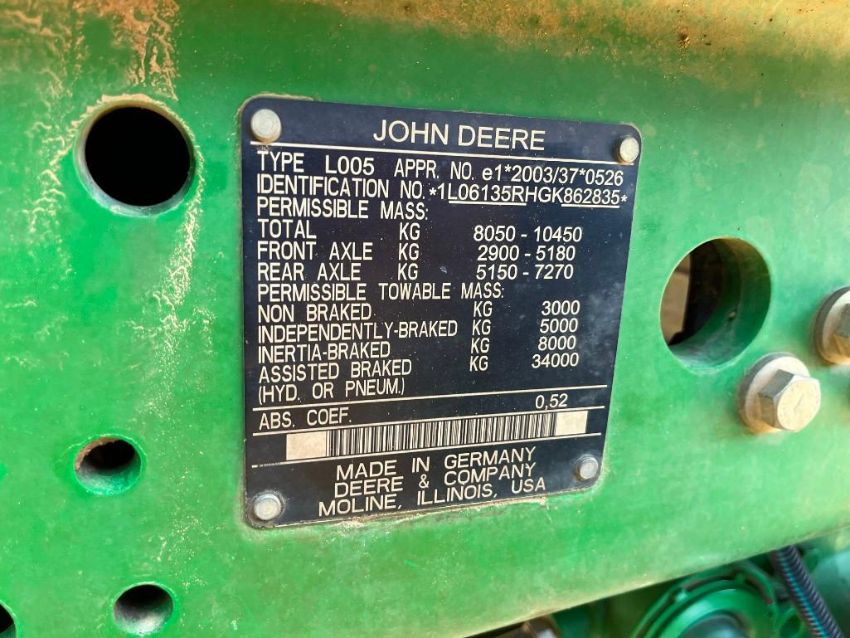 JOHN DEERE
TYPE L005 APPR. NO. e1*2003/37*0526
IDENTIFICATION NO.*1L06135RHGK862835*
PERMISSIBLE MASS:
TOTAL KG 8050 - 10450
FRONT AXLE KG 2900 - 5180
REAR AXLE KG 5150 - 7270
PERMISSIBLE TOWABLE MASS:
NON BRAKED KG 3000
INDEPENDENTLY-BRAKED KG 5000
INERTIA-BRAKED KG 8000
ASSISTED BRAKED KG 34000
(HYD. OR PNEUM.)
ABS. COEF. 0,52
MADE IN GERMANY
DEERE & COMPANY
MOLINE, ILLINOIS, USA